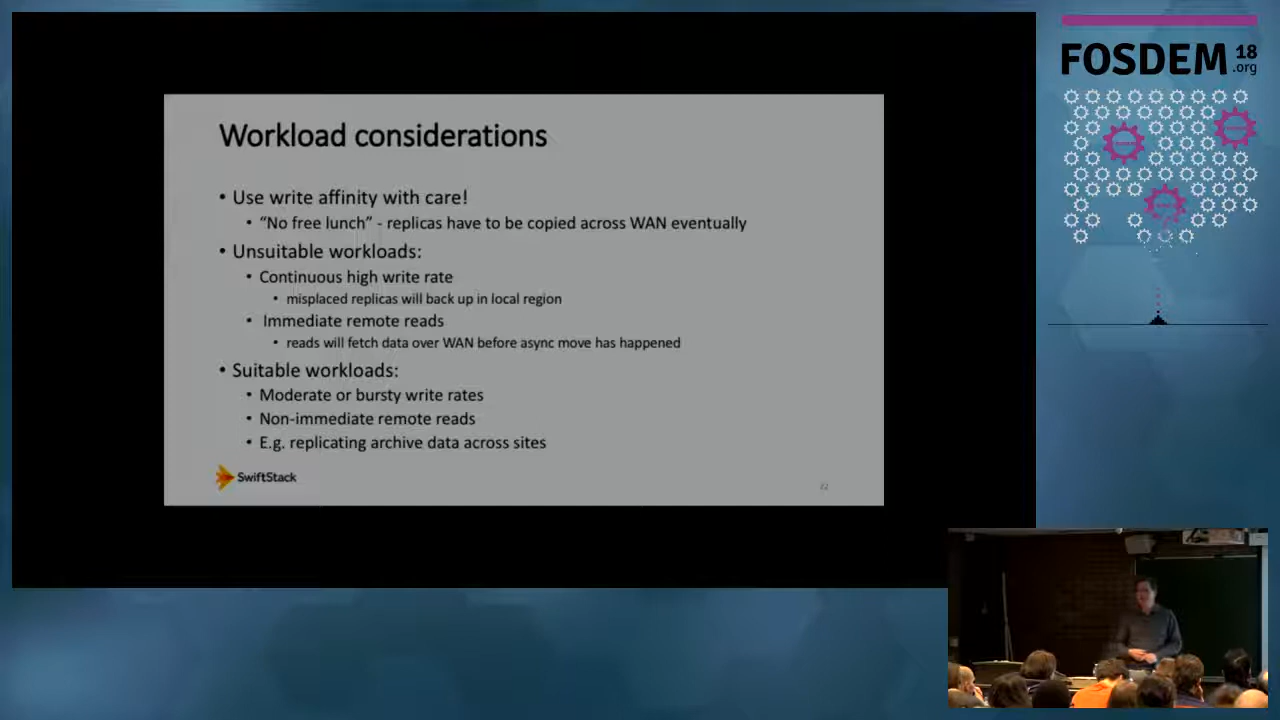 Workload considerations
• Use write affinity with care!
• “No free lunch” - replicas have to be copied across WAN eventually
• Unsuitable workloads:
• Continuous high write rate
• misplaced replicas will back up in local region
• Immediate remote reads
• reads will fetch data over WAN before async move has happened
• Suitable workloads:
• Moderate or bursty write rates
• Non-immediate remote reads
• E.g. replicating archive data across sites
SwiftStack
22
FOSDEM 18
.org